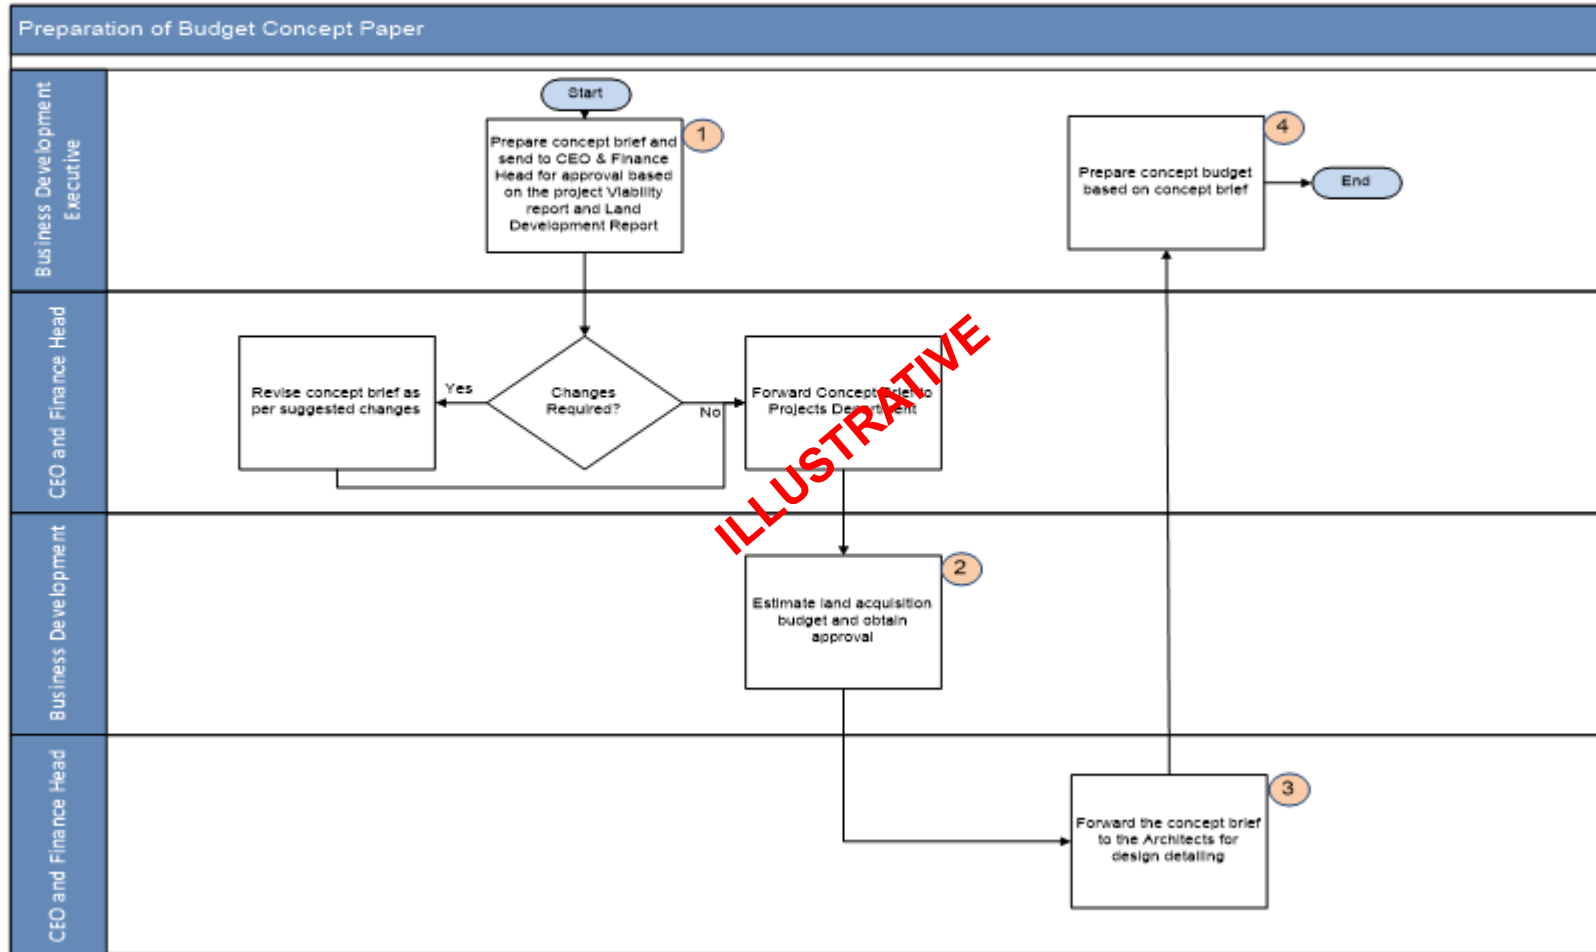 Preparation of Budget Concept Paper
Business Development
Executive
Start
Prepare concept brief and
send to CEO & Finance
Head for approval based
on the project Viability
report and Land
Development Report
1
Prepare concept budget
based on concept brief
4
End
CEO and Finance Head
Revise concept brief as
per suggested changes
Yes
Changes
Required?
No
Forward Concept Brief to
Projects Department
ILLUSTRATIVE
Business Development
Estimate land acquisition
budget and obtain
approval
2
CEO and Finance Head
Forward the concept brief
to the Architects for
design detailing
3